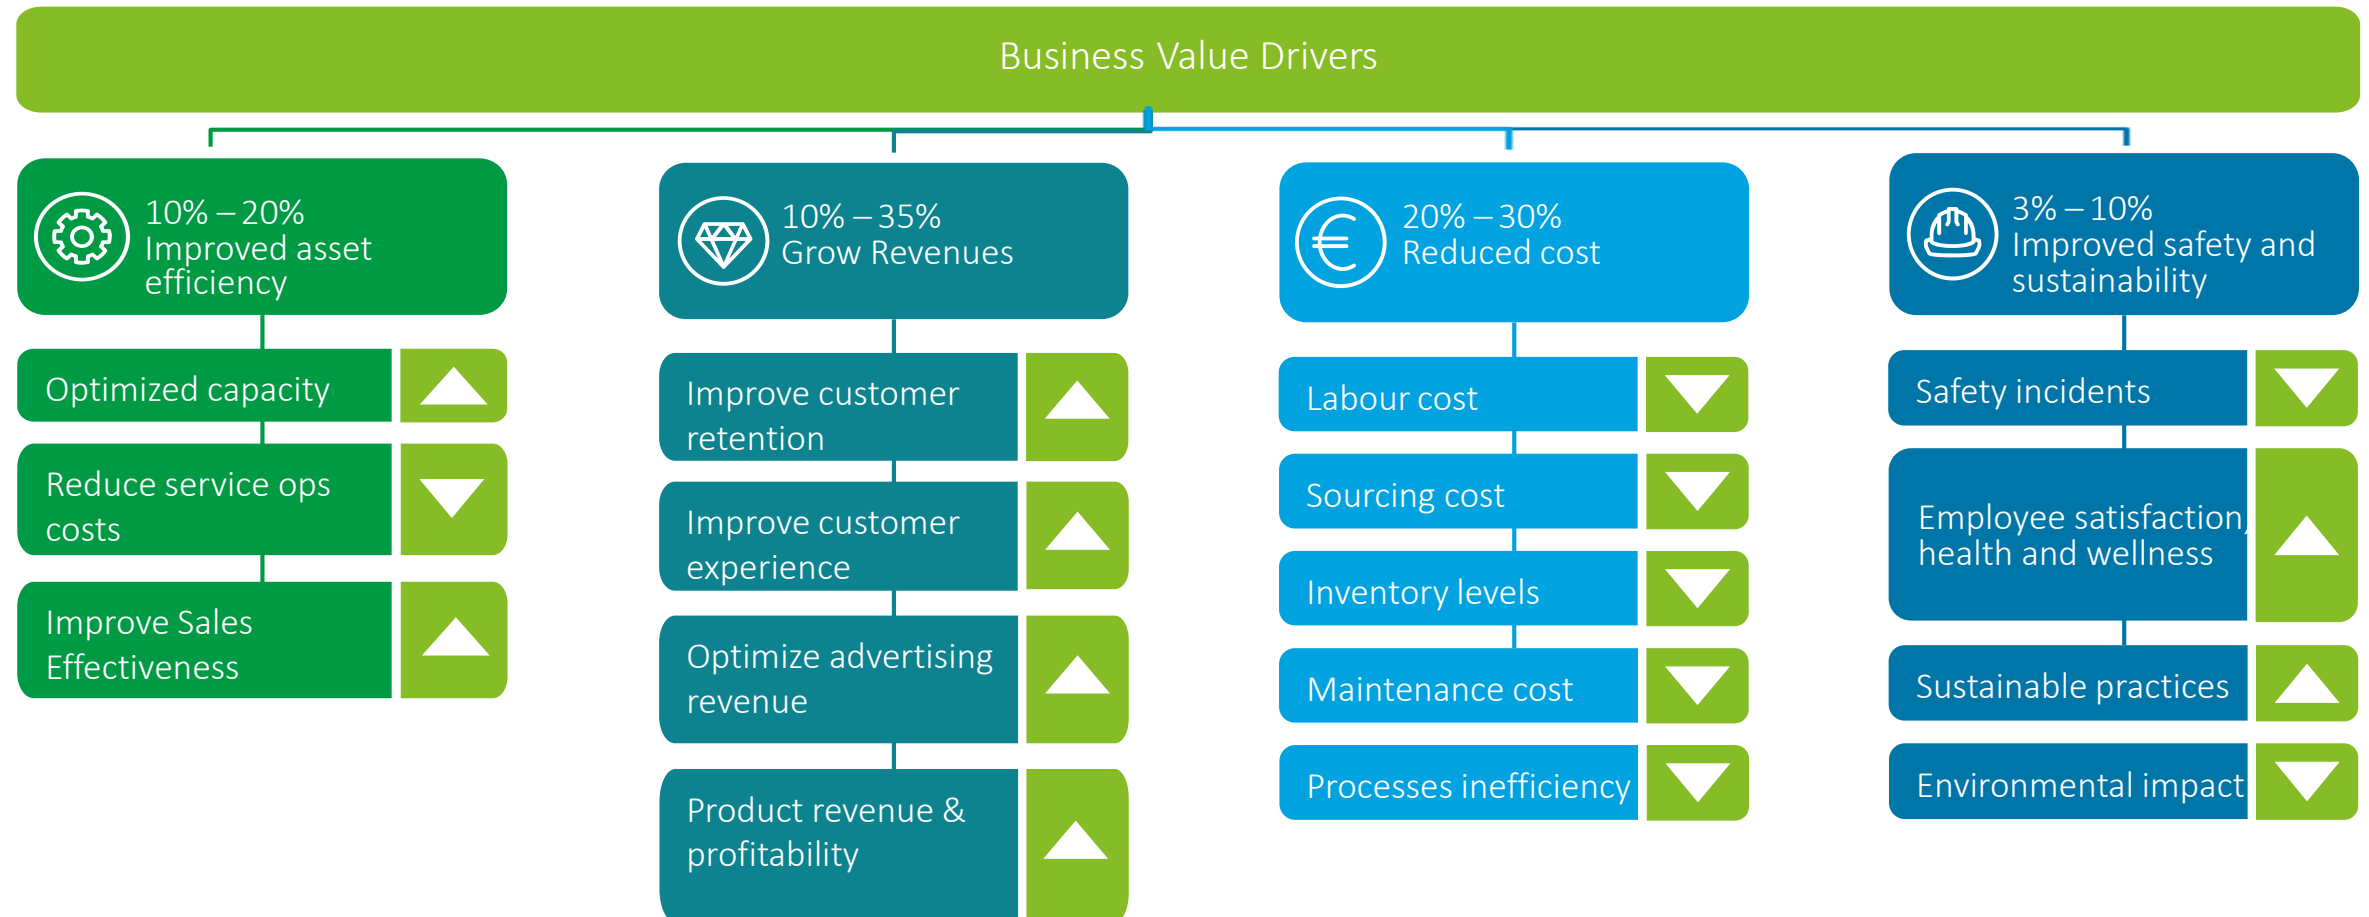 Business Value Drivers
10% – 20%
Improved asset
efficiency
Optimized capacity
Reduce service ops
costs
Improve Sales
Effectiveness
10% – 35%
Grow Revenues
Improve customer
retention
Improve customer
experience
Optimize advertising
revenue
Product revenue &
profitability
20% – 30%
Reduced cost
Labour cost
Sourcing cost
Inventory levels
Maintenance cost
Processes inefficiency
3% – 10%
Improved safety and
sustainability
Safety incidents
Employee satisfaction,
health and wellness
Sustainable practices
Environmental impact